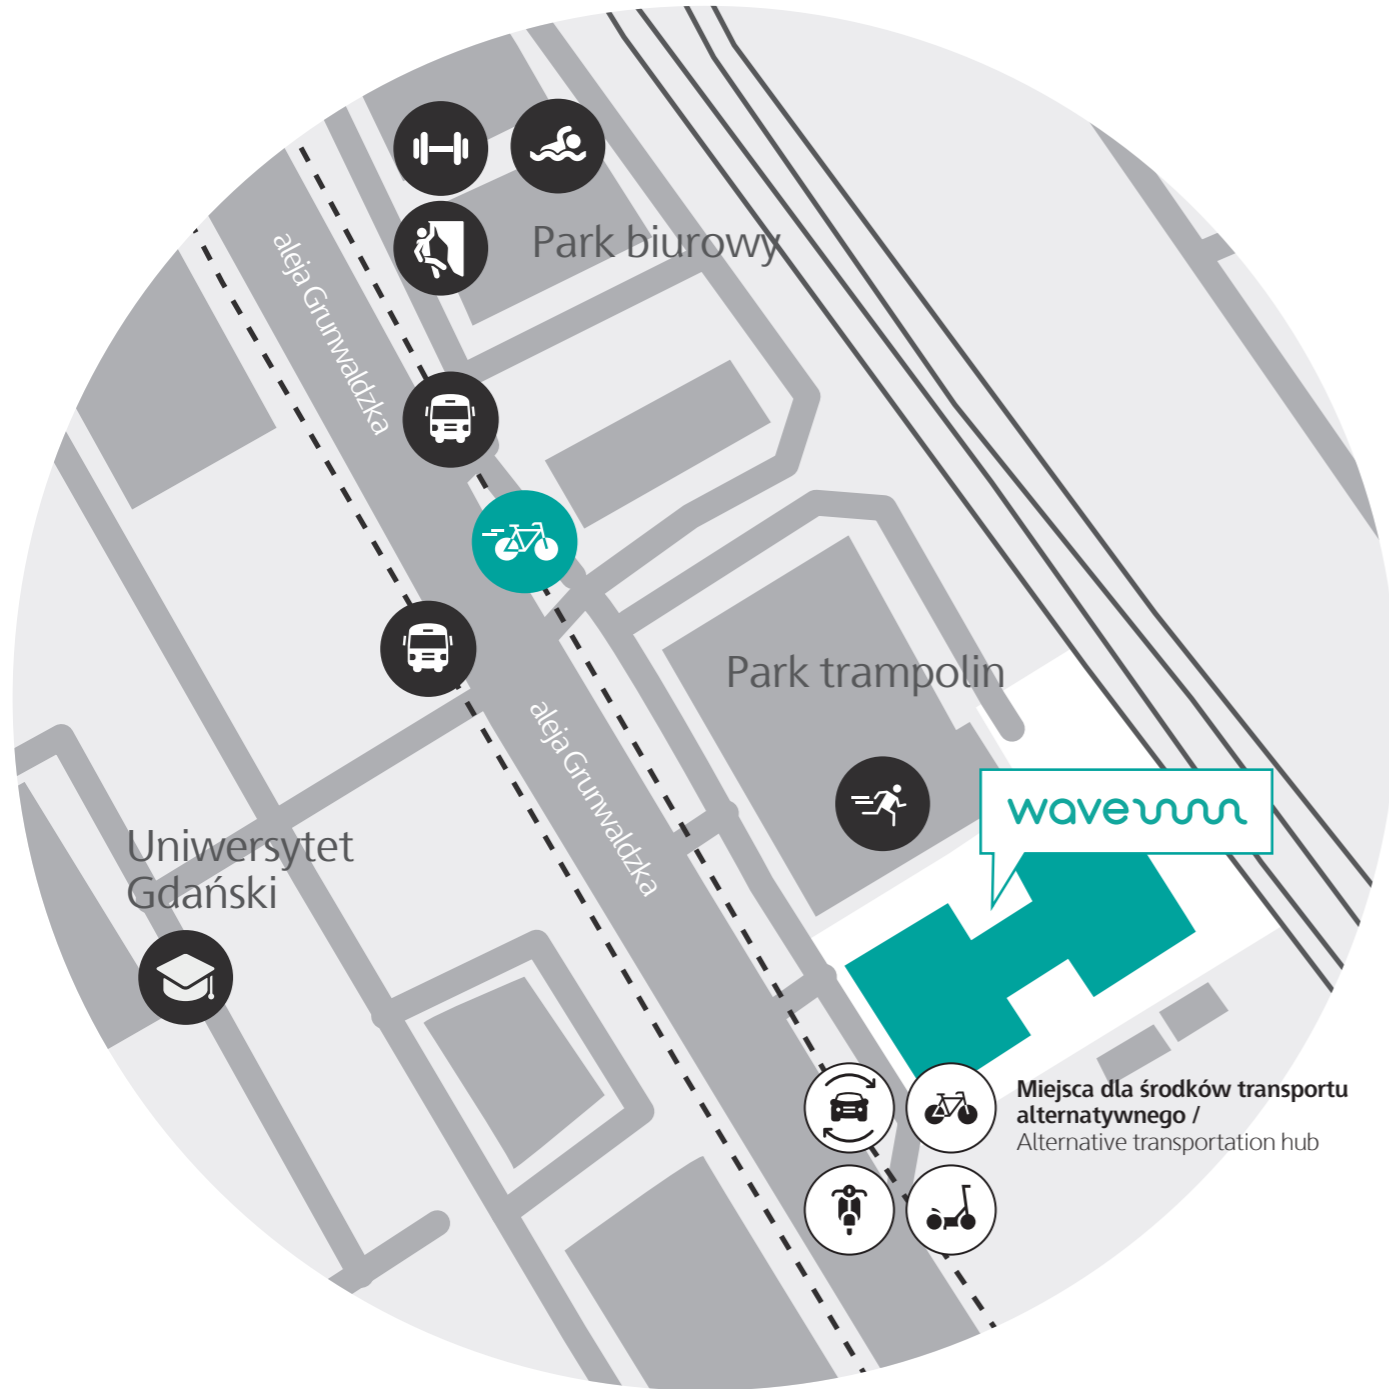 Park biurowy
aleja Grunwaldzka
Park trampolin
aleja Grunwaldzka
wave
Uniwersytet
Gdański
Miejsca dla środków transportu
alternatywnego /
Alternative transportation hub